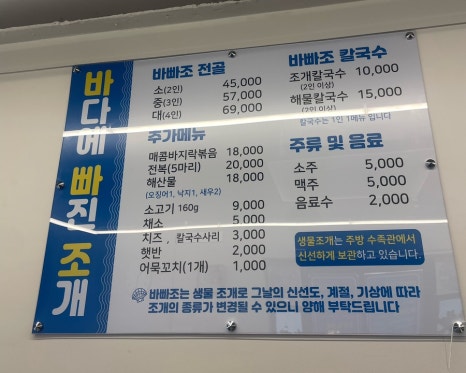 바다에 빠진 조개
바빠조 전골
소(2인) 45,000
중(3인) 57,000
대(4인) 69,000
추가메뉴
매콤바지락볶음 18,000
전복(5마리) 20,000
해산물 18,000
(오징어1, 낙지1, 새우2)
소고기 160g 9,000
채소 5,000
치즈, 칼국수사리 3,000
햇반 2,000
어묵꼬치(1개) 1,000
바빠조 칼국수
조개칼국수 10,000
(2인 이상)
해물칼국수 15,000
(2인 이상)
칼국수는 1인 1메뉴 입니다
주류 및 음료
소주 5,000
맥주 5,000
음료수 2,000
생물조개는 주방 수족관에서
신선하게 보관하고 있습니다.
바빠조는 생물 조개로 그날의 신선도, 계절, 기상에 따라
조개의 종류가 변경될 수 있으니 양해 부탁드립니다